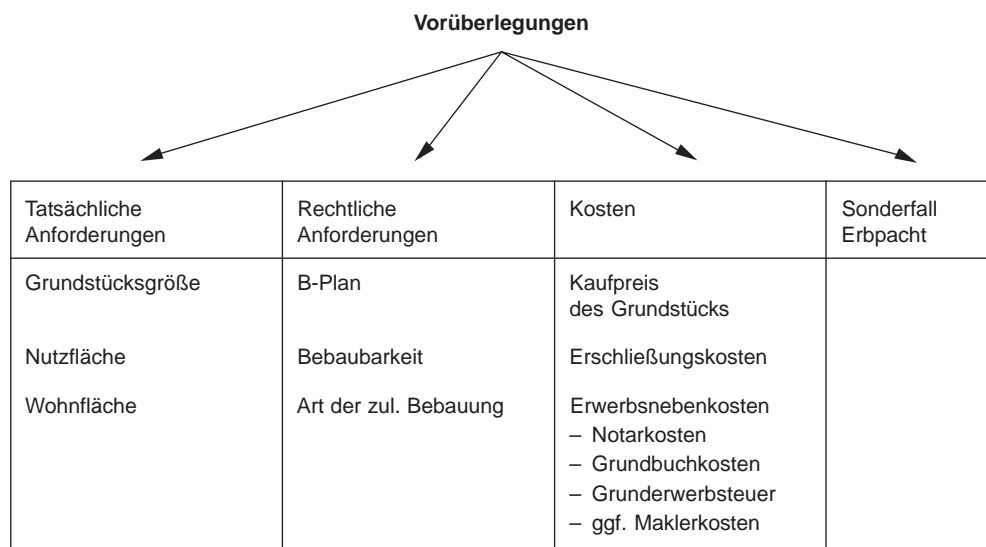 Vorüberlegungen
Tatsächliche
Anforderungen
Rechtliche
Anforderungen
Kosten
Sonderfall
Erbpacht
Grundstücksgröße
B-Plan
Kaufpreis
des Grundstücks
Nutzfläche
Bebaubarkeit
Erschließungskosten
Wohnfläche
Art der zul. Bebauung
Erwerbsnebenkosten
– Notarkosten
– Grundbuchkosten
– Grunderwerbsteuer
– ggf. Maklerkosten